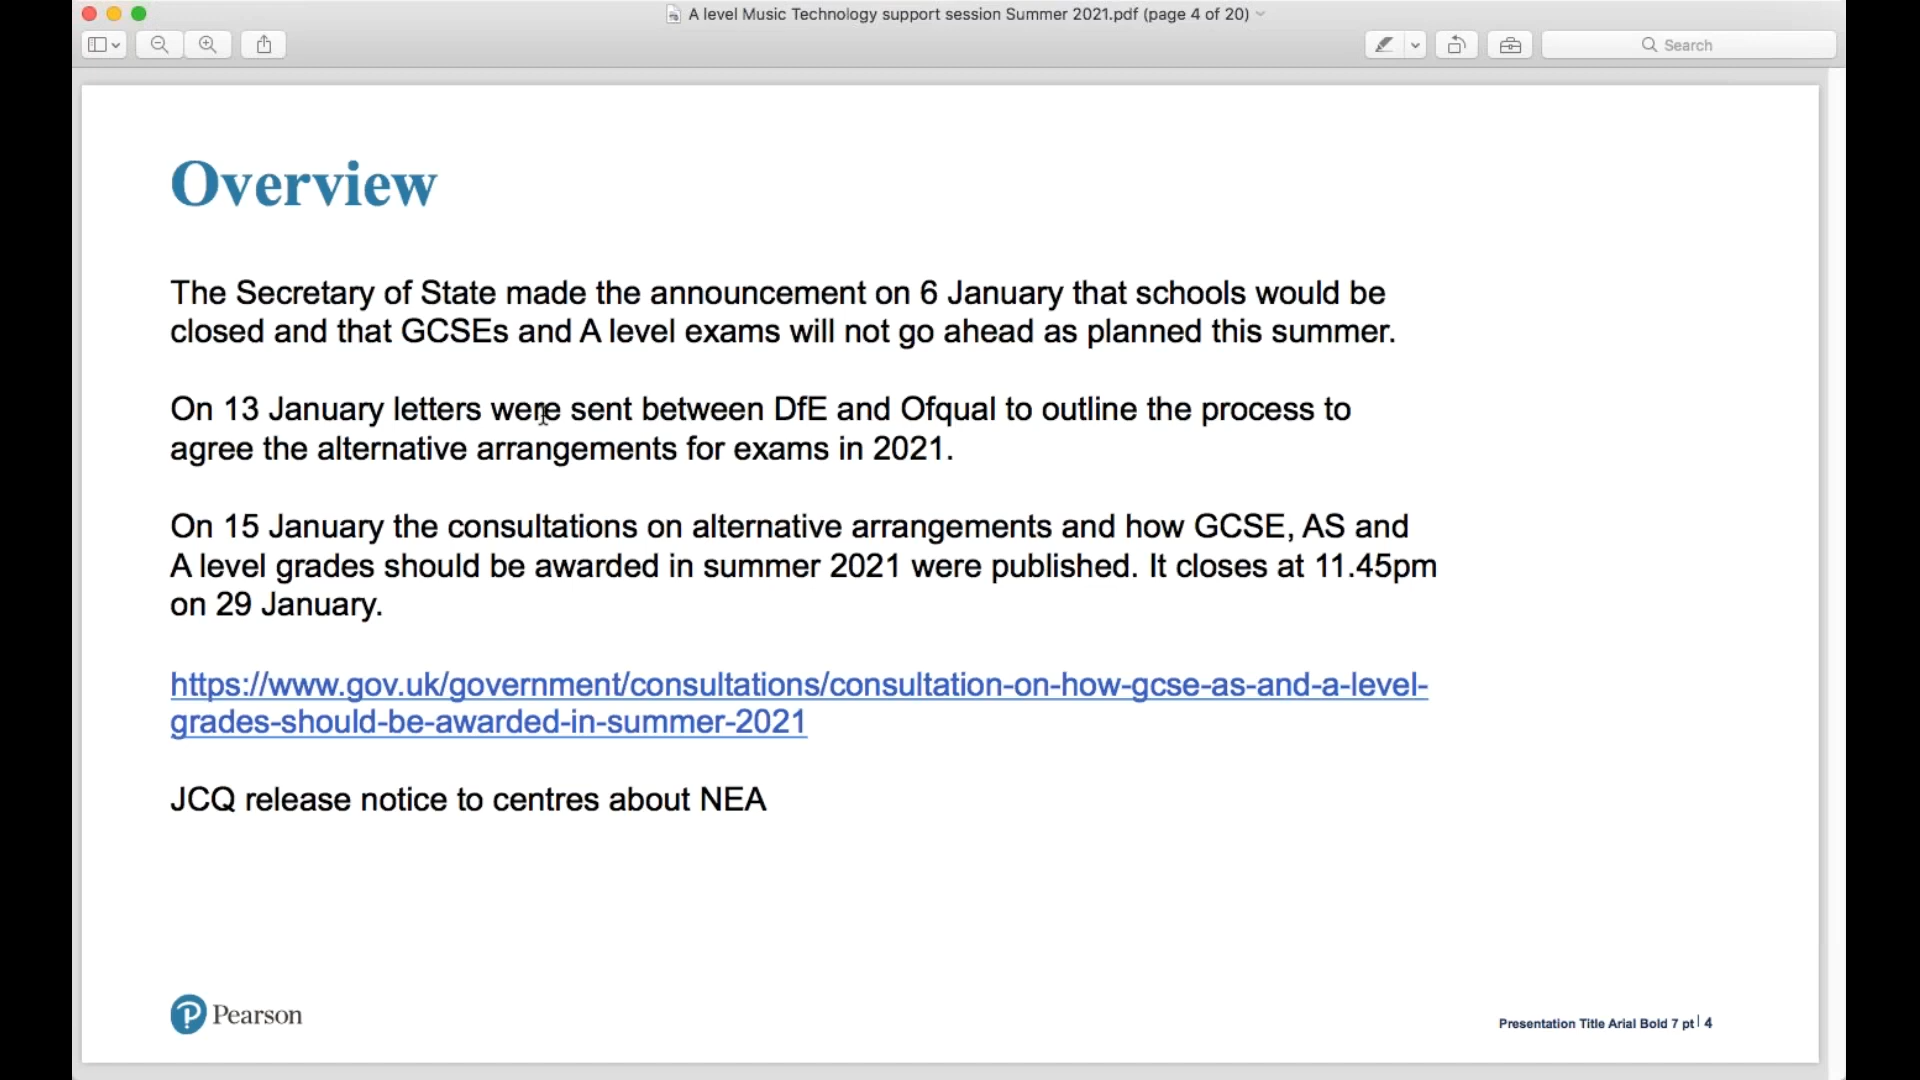 A level Music Technology support session Summer 2021.pdf (page 4 of 20)
Search
Overview
The Secretary of State made the announcement on 6 January that schools would be
closed and that GCSEs and A level exams will not go ahead as planned this summer.
On 13 January letters were sent between DfE and Ofqual to outline the process to
agree the alternative arrangements for exams in 2021.
On 15 January the consultations on alternative arrangements and how GCSE, AS and
A level grades should be awarded in summer 2021 were published. It closes at 11.45pm
on 29 January.
https://www.gov.uk/government/consultations/consultation-on-how-gcse-as-and-a-level-
grades-should-be-awarded-in-summer-2021
JCQ release notice to centres about NEA
Pearson
Presentation Title Arial Bold 7 pt | 4